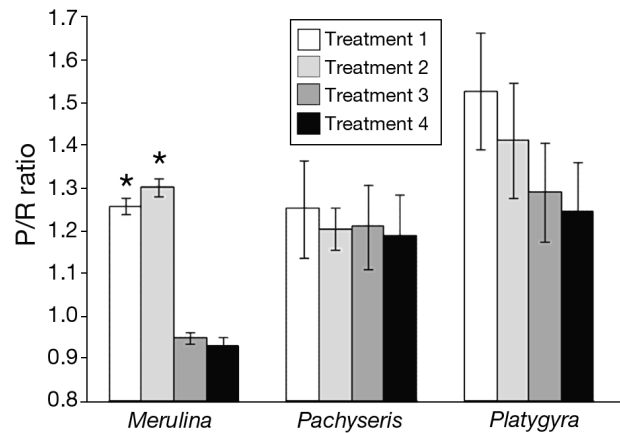 1.7
1.6
1.5
1.4
1.3
1.2
1.1
1.0
0.9
0.8
P/R ratio
Treatment 1
Treatment 2
Treatment 3
Treatment 4
* *
Merulina Pachyseris Platygyra